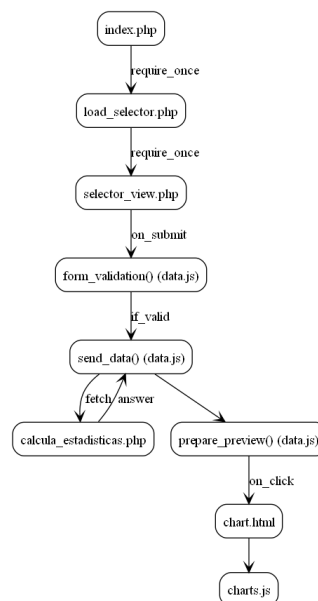 index.php
require_once
load_selector.php
require_once
selector_view.php
on_submit
form_validation() (data.js)
if_valid
send_data() (data.js)
fetch answer
calcula_estadisticas.php prepare_preview() (data.js)
on_click
chart.html
charts.js